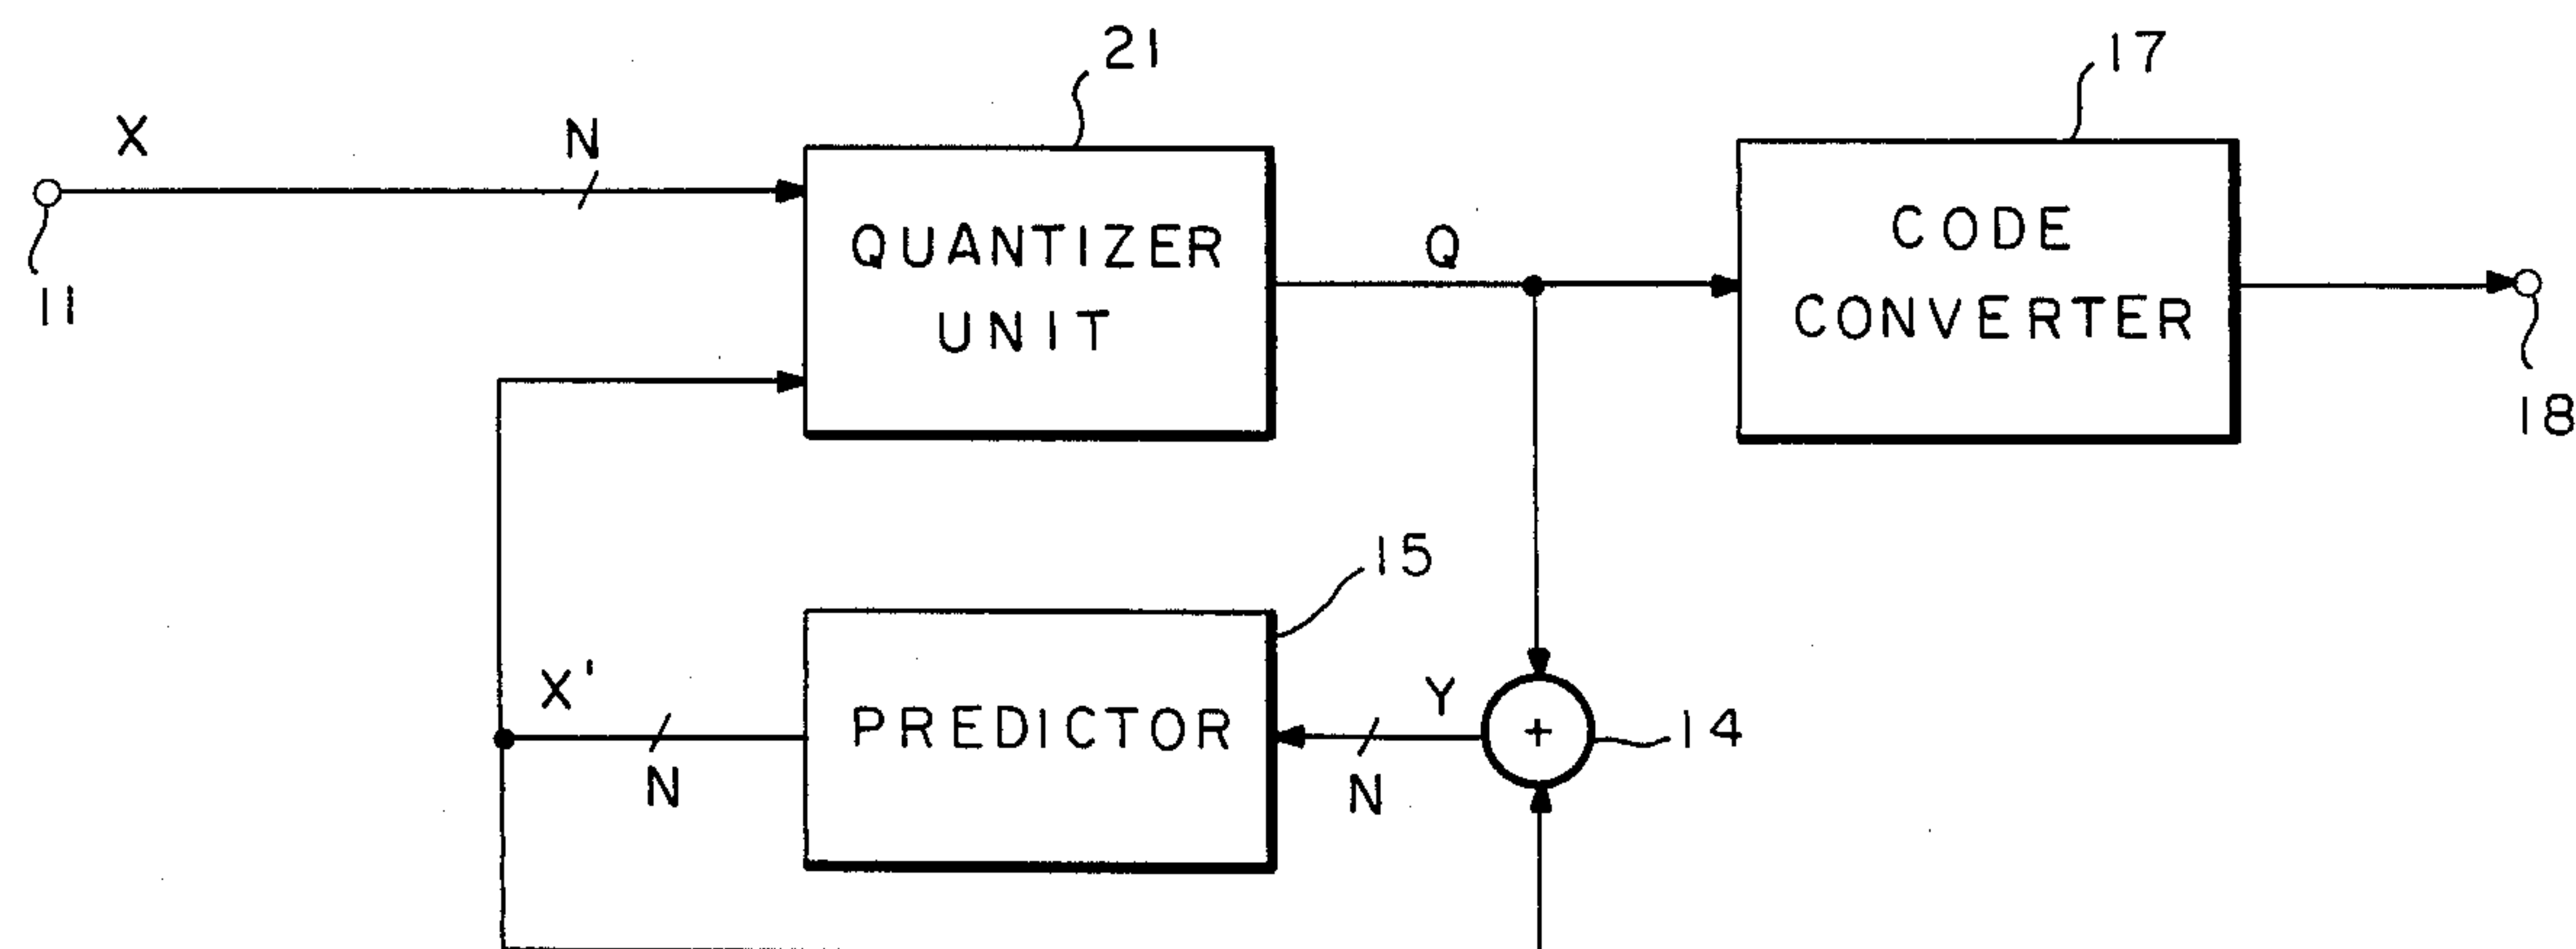 21
17
X
N
QUANTIZER
UNIT
Q
CODE
CONVERTER
11
18
15
X'
N
PREDICTOR
Y
N
+
14